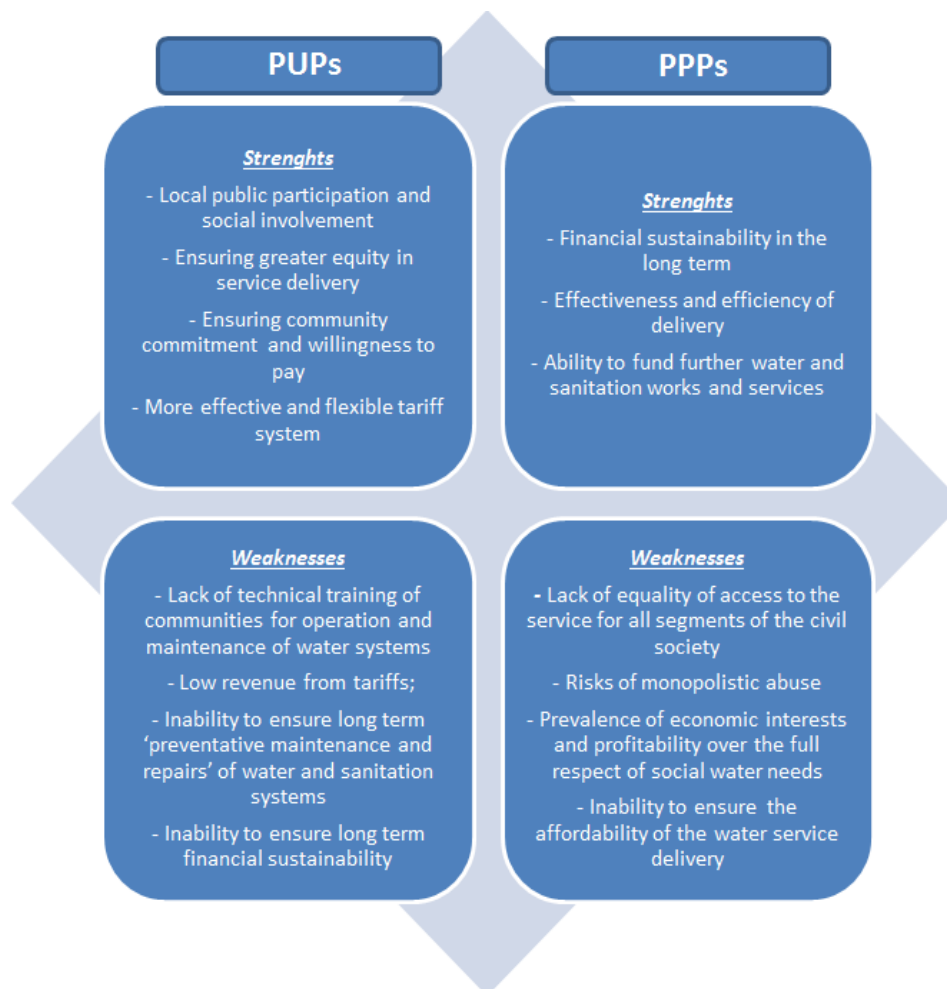 PUPs
PPPs
Strenghts
- Local public participation and
social involvement
- Ensuring greater equity in
service delivery
- Ensuring community
commitment and willingness to
pay
- More effective and flexible tariff
system
Strenghts
- Financial sustainability in the
long term
- Effectiveness and efficiency of
delivery
- Ability to fund further water and
sanitation works and services
Weaknesses
- Lack of technical training of
communities for operation and
maintenance of water systems
- Low revenue from tariffs;
- Inability to ensure long term
‘preventative maintenance and
repairs’ of water and sanitation
systems
- Inability to ensure long term
financial sustainability
Weaknesses
- Lack of equality of access to the
service for all segments of the civil
society
- Risks of monopolistic abuse
- Prevalence of economic interests
and profitability over the full
respect of social water needs
- Inability to ensure the
affordability of the water service
delivery